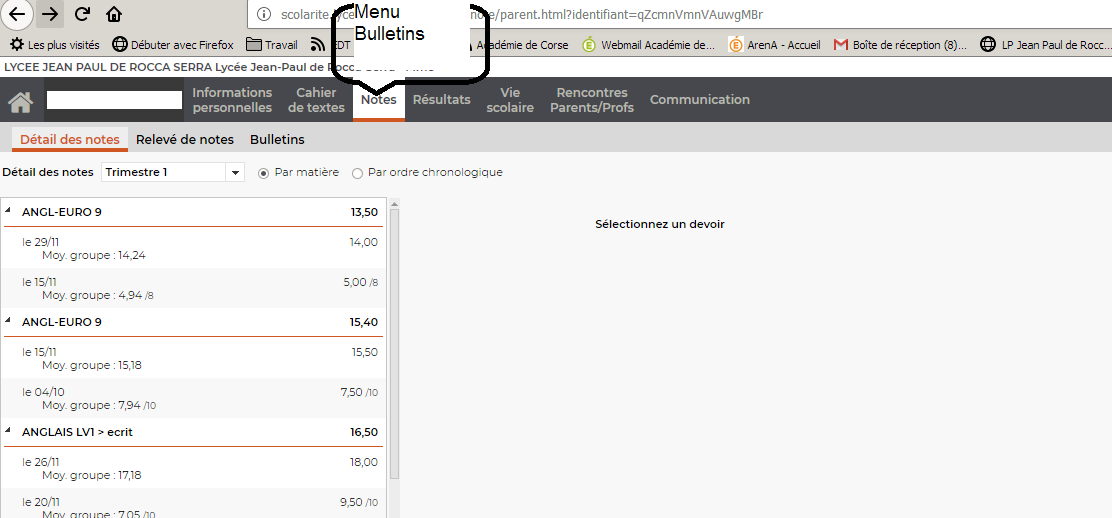 Menu
Bulletins
scolarite.lyce note/parent.html?identifiant=qZcmnVmnVAuwgMBr
Les plus visités Débuter avec Firefox Travail EDT Académie de Corse Webmail Académie de... ArenA - Accueil Boîte de réception (8)... LP Jean Paul de Rocc...
LYCEE JEAN PAUL DE ROCCA SERRA Lycée Jean-Paul de Rocca
Informations personnelles
Cahier de textes
Notes
Résultats
Vie scolaire
Rencontres Parents/Profs
Communication
Détail des notes Relevé de notes Bulletins
Détail des notes Trimestre 1 Par matière Par ordre chronologique
Sélectionnez un devoir
ANGL-EURO 9 13,50
le 29/11 14,00
Moy. groupe : 14,24
le 15/11 5,00 /8
Moy. groupe : 4,94 /8
ANGL-EURO 9 15,40
le 15/11 15,50
Moy. groupe : 15,18
le 04/10 7,50 /10
Moy. groupe : 7,94 /10
ANGLAIS LV1 > ecrit 16,50
le 26/11 18,00
Moy. groupe : 17,18
le 20/11 9,50 /10
Moy. groupe : 7,05 /10